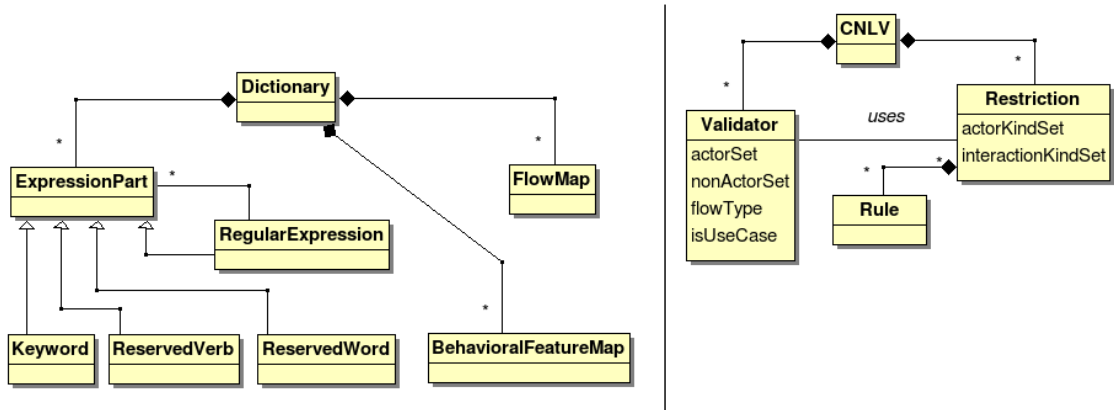 Dictionary
*
*
ExpressionPart
*
FlowMap
RegularExpression
*
Keyword
ReservedVerb
ReservedWord
BehavioralFeatureMap
CNLV
*
*
Validator
actorSet
nonActorSet
flowType
isUseCase
uses
Restriction
actorKindSet
interactionKindSet
*
*
Rule